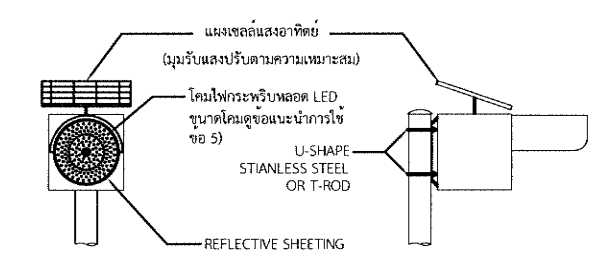 แผงเซลล์แสงอาทิตย์
(มุมรับแสงปรับตามความเหมาะสม)
โคมไฟกระพริบหลอด LED
ขนาดโคมดูข้อแนะนำการใช้
ข้อ 5)
U-SHAPE
STIANLESS STEEL
OR T-ROD
REFLECTIVE SHEETING